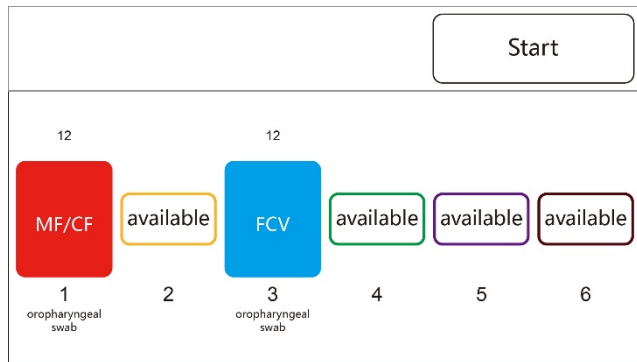 Start
12
12
MF/CF
available
FCV
available
available
available
1
2
3
4
5
6
oropharyngeal
swab
oropharyngeal
swab